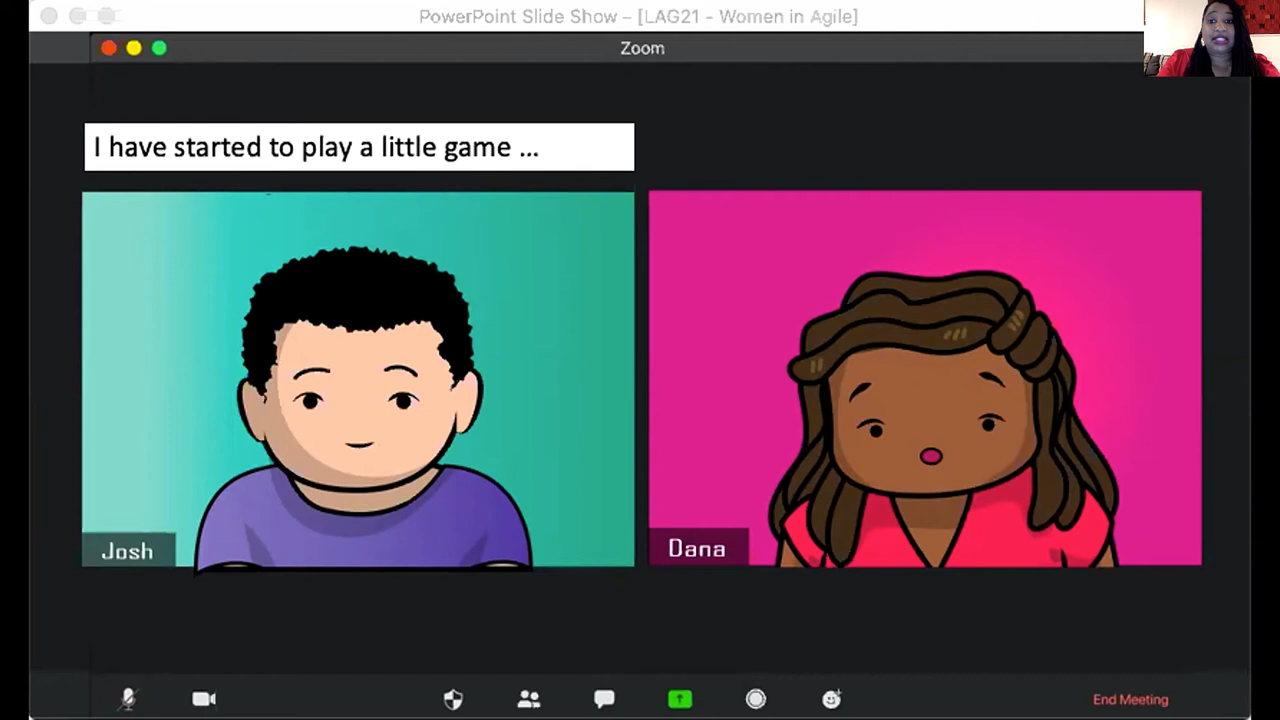 PowerPoint Slide Show – [LAG21 - Women in Agile]
Zoom
I have started to play a little game ...
Josh
Dana
End Meeting